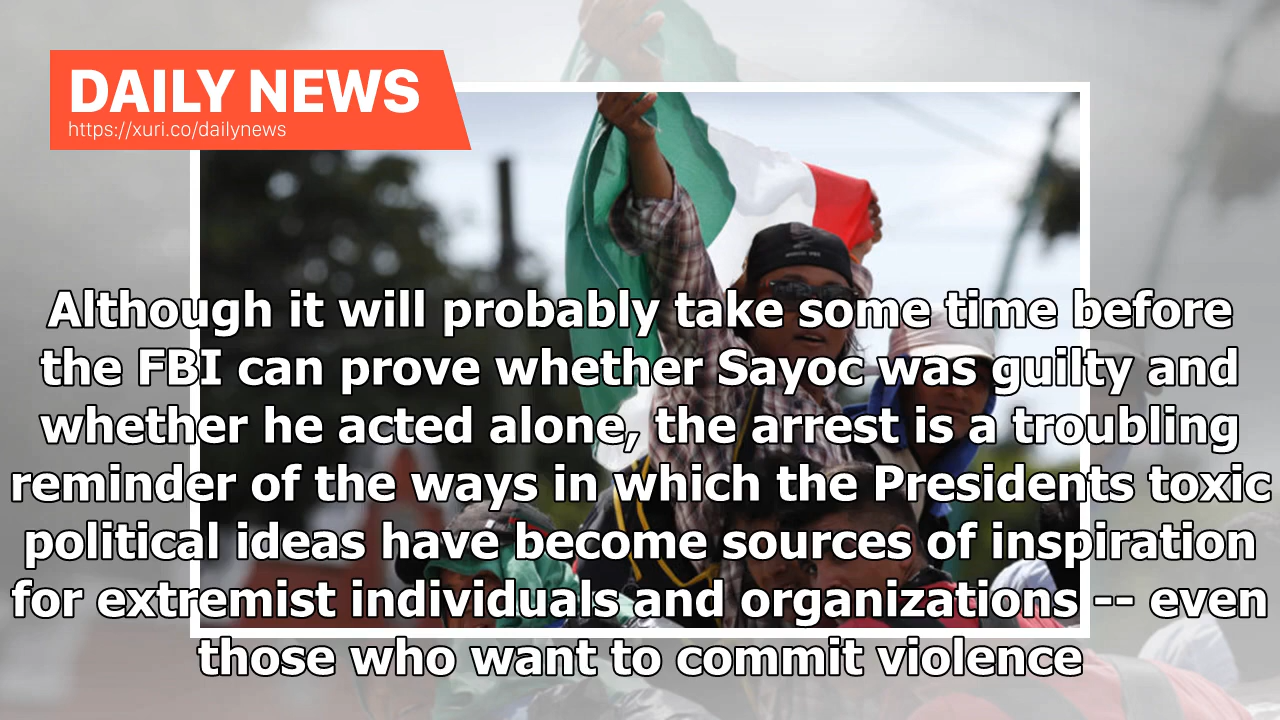 DAILY NEWS
https://xuri.co/dailynews
Although it will probably take some time before
the FBI can prove whether Sayoc was guilty and
whether he acted alone, the arrest is a troubling
reminder of the ways in which the Presidents toxic
political ideas have become sources of inspiration
for extremist individuals and organizations -- even
those who want to commit violence